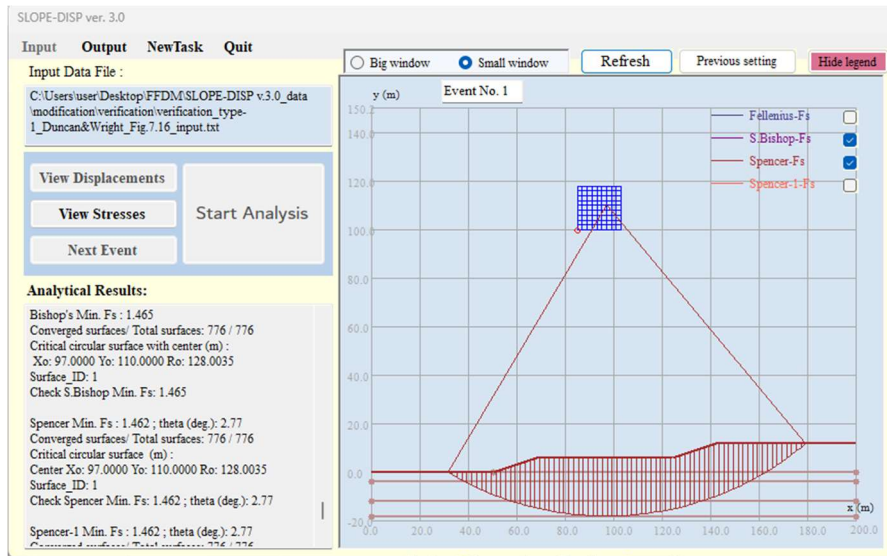 SLOPE-DISP ver. 3.0
Input Output NewTask Quit
Input Data File :
C:\Users\user\Desktop\FFDM\SLOPE-DISP v.3.0_data
\modification\verification\verification_type-
1_Duncan&Wright_Fig.7.16_input.txt
View Displacements
View Stresses
Next Event
Start Analysis
Analytical Results:
Bishop's Min. Fs : 1.465
Converged surfaces/ Total surfaces: 776 / 776
Critical circular surface with center (m) :
Xo: 97.0000 Yo: 110.0000 Ro: 128.0035
Surface_ID: 1
Check S.Bishop Min. Fs: 1.465
Spencer Min. Fs : 1.462 ; theta (deg.): 2.77
Converged surfaces/ Total surfaces: 776 / 776
Critical circular surface (m) :
Center Xo: 97.0000 Yo: 110.0000 Ro: 128.0035
Surface_ID: 1
Check Spencer Min. Fs: 1.462 ; theta (deg.): 2.77
Spencer-1 Min. Fs : 1.462 ; theta (deg.): 2.77
Converged surfaces/ Total surfaces: 776 / 776
Big window Small window Refresh Previous setting Hide legend
y (m) Event No. 1
150.2
140.0
120.0
100.0
80.0
60.0
40.0
20.0
0.0
-20.0
Fellenius-Fs
S.Bishop-Fs
Spencer-Fs
Spencer-1-Fs
x (m)
0.0 20.0 40.0 60.0 80.0 100.0 120.0 140.0 160.0 180.0 200.0